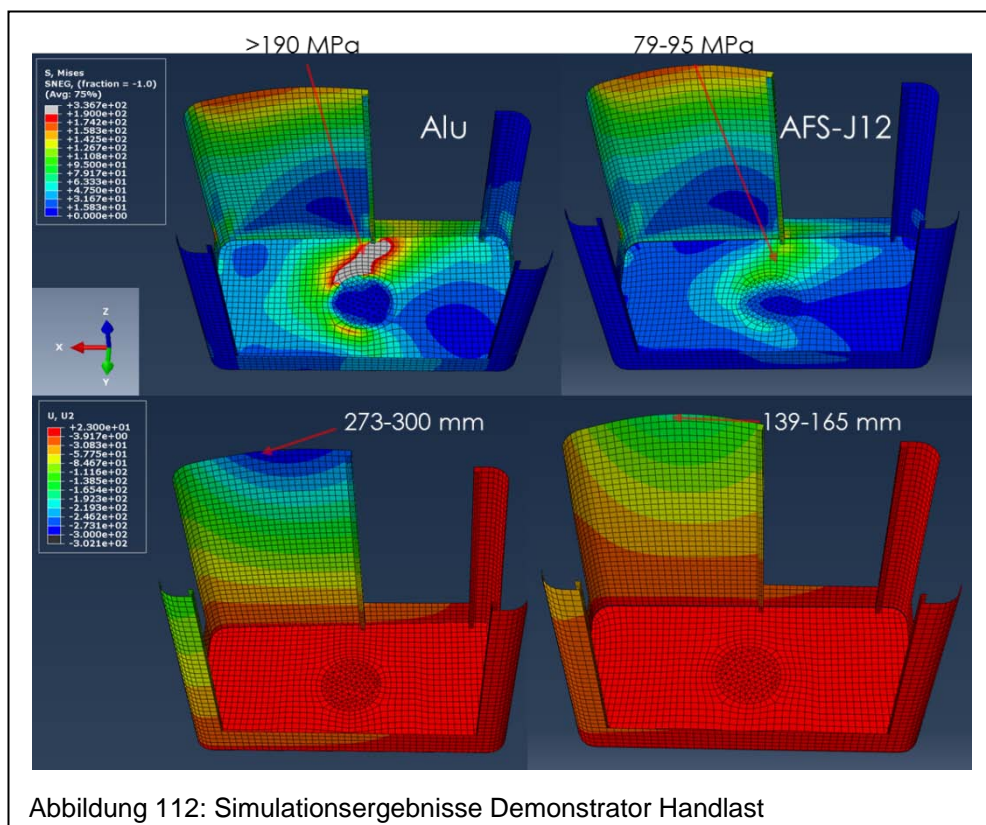 >190 MPa
79-95 MPa
S, Mises
SNEG, (fraction = -1.0)
(Avg: 75%)
+3.367e+02
+1.900e+02
+1.742e+02
+1.583e+02
+1.425e+02
+1.267e+02
+1.108e+02
+9.500e+01
+7.917e+01
+6.333e+01
+4.750e+01
+3.167e+01
+1.583e+01
+0.000e+00
Alu
AFS-J12
Z
X
Y
U, U2
+2.300e+01
-3.917e+00
-3.083e+01
-5.775e+01
-8.467e+01
-1.116e+02
-1.385e+02
-1.654e+02
-1.923e+02
-2.193e+02
-2.462e+02
-2.731e+02
-3.000e+02
-3.021e+02
273-300 mm
139-165 mm
Abbildung 112: Simulationsergebnisse Demonstrator Handlast